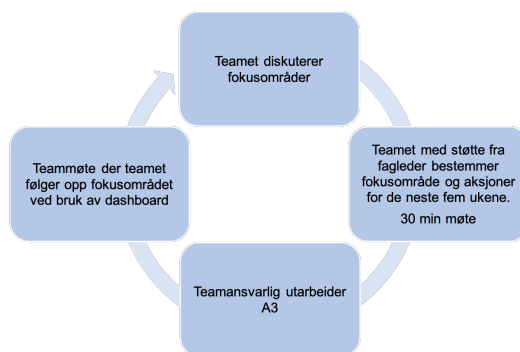 Teamet diskuterer
fokusområder
Teamet med støtte fra
fagleder bestemmer
fokusområde og aksjoner
for de neste fem ukene.
30 min møte
Teamansvarlig utarbeider
A3
Teammøte der teamet
følger opp fokusområdet
ved bruk av dashboard